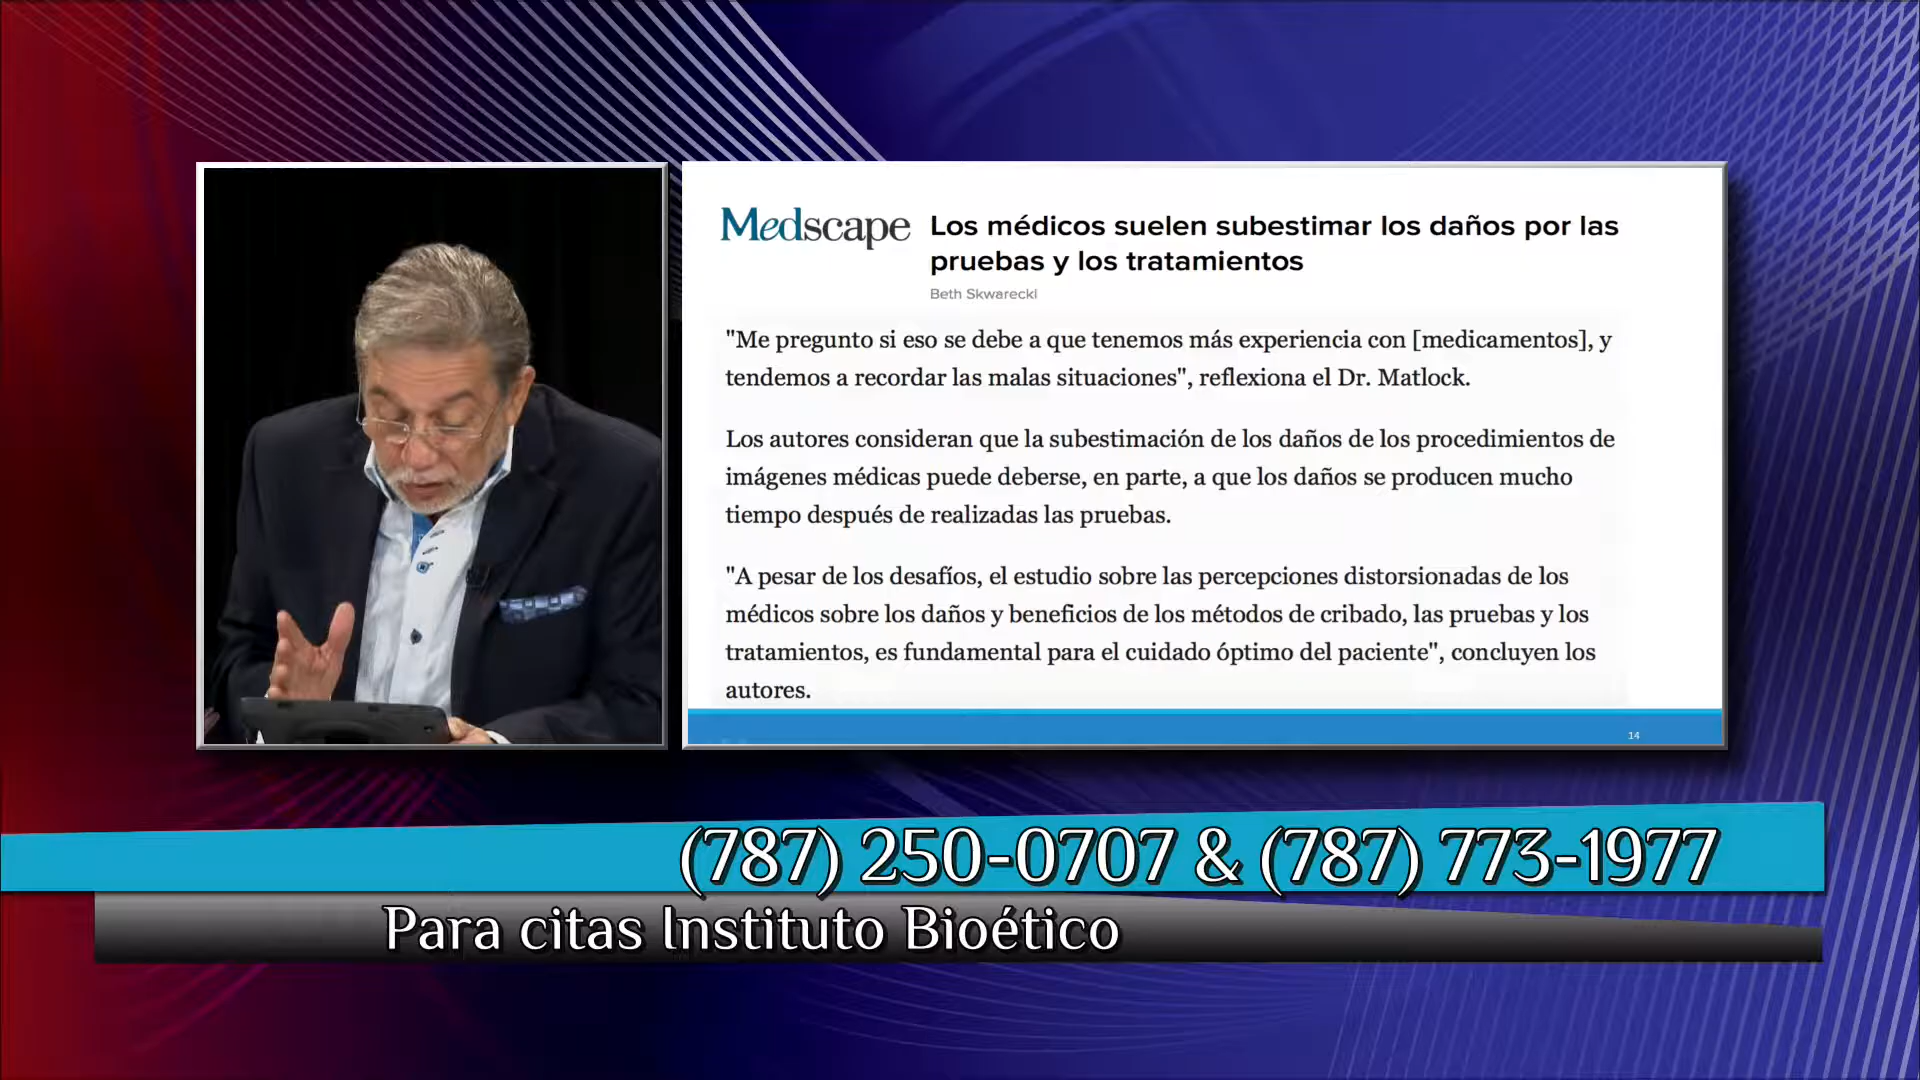 Medscape
Los médicos suelen subestimar los daños por las
pruebas y los tratamientos
Beth Skwarecki
"Me pregunto si eso se debe a que tenemos más experiencia con [medicamentos], y
tendemos a recordar las malas situaciones", reflexiona el Dr. Matlock.
Los autores consideran que la subestimación de los daños de los procedimientos de
imágenes médicas puede deberse, en parte, a que los daños se producen mucho
tiempo después de realizadas las pruebas.
"A pesar de los desafíos, el estudio sobre las percepciones distorsionadas de los
médicos sobre los daños y beneficios de los métodos de cribado, las pruebas y los
tratamientos, es fundamental para el cuidado óptimo del paciente", concluyen los
autores.
14
(787) 250-0707 & (787) 773-1977
Para citas Instituto Bioético